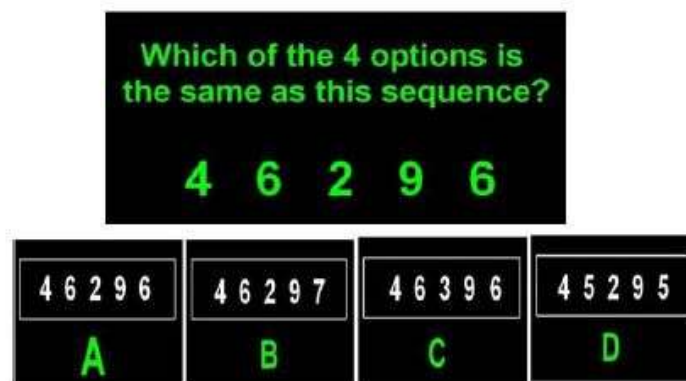 Which of the 4 options is
the same as this sequence?
4 6 2 9 6
4 6 2 9 6
4 6 2 9 7
4 6 3 9 6
4 5 2 9 5
A
B
C
D